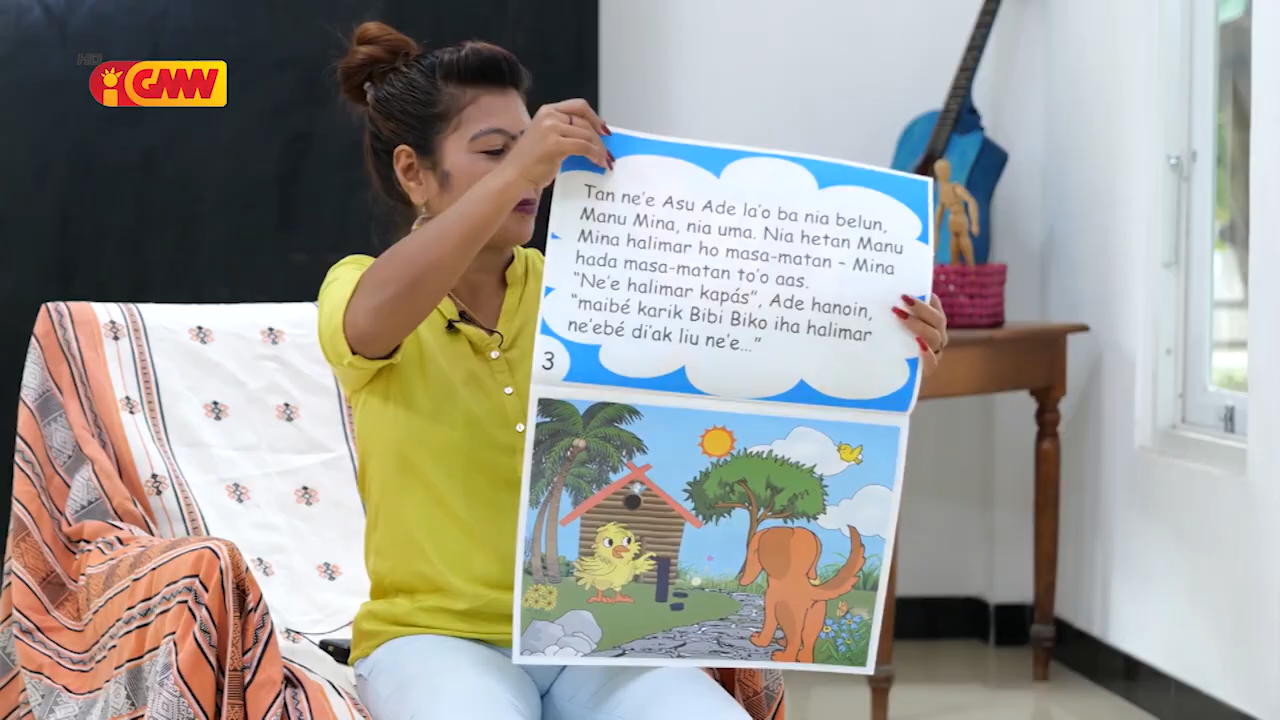 HD
GMN
Tan ne'e Asu Ade la'o ba nia belun,
Manu Mina, nia uma. Nia hetan Manu
Mina halimar ho masa-matan – Mina
hada masa-matan to'o aas.
"Ne'e halimar kapás", Ade hanoin,
"maibé karik Bibi Biko iha halimar
ne'ebé di'ak liu ne'e..."
3